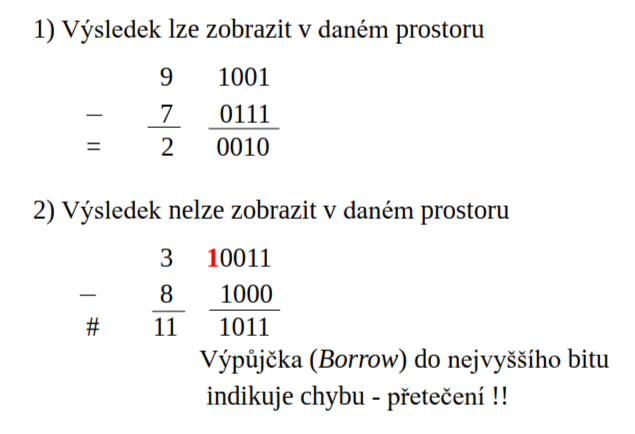 1) Výsledek lze zobrazit v daném prostoru
9 1001
— 7 0111
= 2 0010
2) Výsledek nelze zobrazit v daném prostoru
3 10011
— 8 1000
# 11 1011
Výpůjčka (Borrow) do nejvyššího bitu
indikuje chybu - přetečení !!